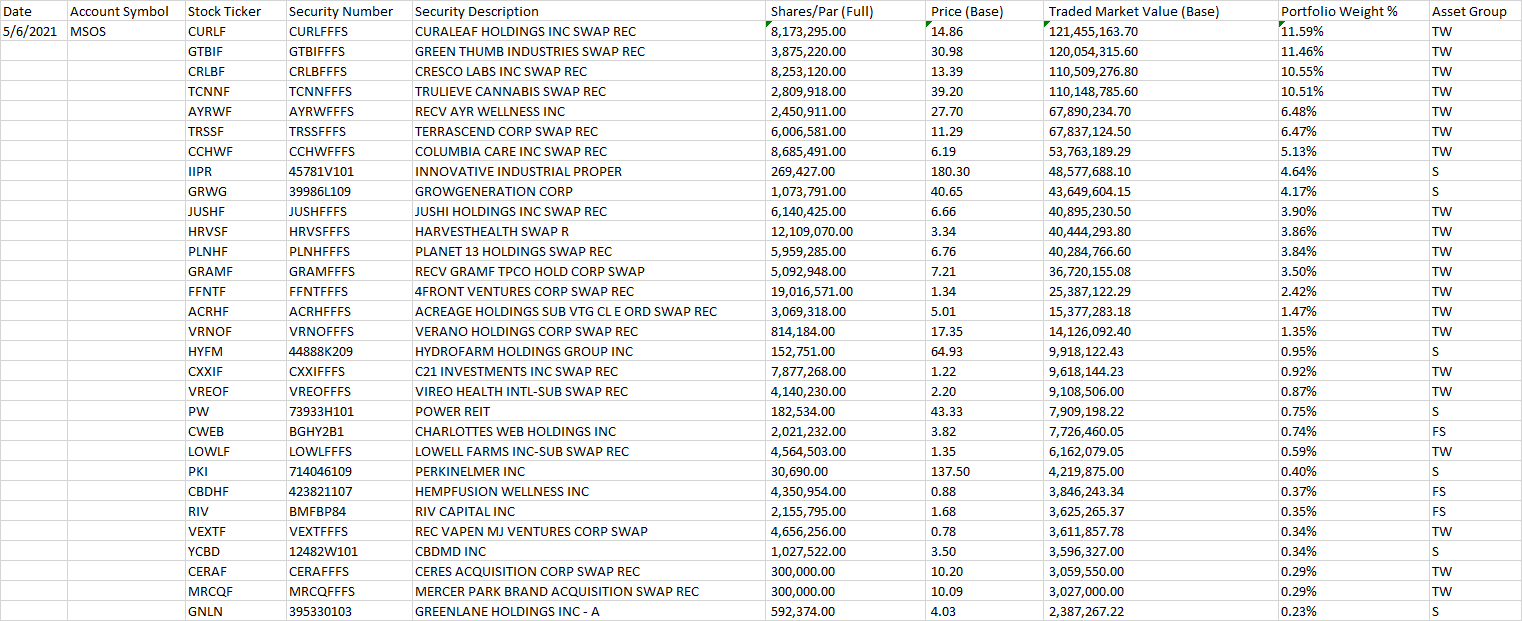 Date Account Symbol Stock Ticker Security Number Security Description Shares/Par (Full) Price (Base) Traded Market Value (Base) Portfolio Weight % Asset Group
5/6/2021 MSOS CURLF CURLFFFS CURALEAF HOLDINGS INC SWAP REC 8,173,295.00 14.86 121,455,163.70 11.59% TW
GTBIF GTBIFFFS GREEN THUMB INDUSTRIES SWAP REC 3,875,220.00 30.98 120,054,315.60 11.46% TW
CRLBF CRLBFFFS CRESCO LABS INC SWAP REC 8,253,120.00 13.39 110,509,276.80 10.55% TW
TCNNF TCNNFFFS TRULIEVE CANNABIS SWAP REC 2,809,918.00 39.20 110,148,785.60 10.51% TW
AYRWF AYRWFFFS RECV AYR WELLNESS INC 2,450,911.00 27.70 67,890,234.70 6.48% TW
TRSSF TRSSFFFS TERRASCEND CORP SWAP REC 6,006,581.00 11.29 67,837,124.50 6.47% TW
CCHWF CCHWFFFS COLUMBIA CARE INC SWAP REC 8,685,491.00 6.19 53,763,189.29 5.13% TW
IIPR 45781V101 INNOVATIVE INDUSTRIAL PROPER 269,427.00 180.30 48,577,688.10 4.64% S
GRWG 39986L109 GROWGENERATION CORP 1,073,791.00 40.65 43,649,604.15 4.17% S
JUSHF JUSHFFFS JUSHI HOLDINGS INC SWAP REC 6,140,425.00 6.66 40,895,230.50 3.90% TW
HRVSF HRVSFFFS HARVESTHEALTH SWAP R 12,109,070.00 3.34 40,444,293.80 3.86% TW
PLNHF PLNHFFFS PLANET 13 HOLDINGS SWAP REC 5,959,285.00 6.76 40,284,766.60 3.84% TW
GRAMF GRAMFFFS RECV GRAMF TPCO HOLD CORP SWAP 5,092,948.00 7.21 36,720,155.08 3.50% TW
FFNTF FFNTFFFS 4FRONT VENTURES CORP SWAP REC 19,016,571.00 1.34 25,387,122.29 2.42% TW
ACRHF ACRHFFFS ACREAGE HOLDINGS SUB VTG CL E ORD SWAP REC 3,069,318.00 5.01 15,377,283.18 1.47% TW
VRNOF VRNOFFFS VERANO HOLDINGS CORP SWAP REC 814,184.00 17.35 14,126,092.40 1.35% TW
HYFM 44888K209 HYDROFARM HOLDINGS GROUP INC 152,751.00 64.93 9,918,122.43 0.95% S
CXXIF CXXIFFFS C21 INVESTMENTS INC SWAP REC 7,877,268.00 1.22 9,618,144.23 0.92% TW
VREOF VREOFFFS VIREO HEALTH INTL-SUB SWAP REC 4,140,230.00 2.20 9,108,506.00 0.87% TW
PW 73933H101 POWER REIT 182,534.00 43.33 7,909,198.22 0.75% S
CWEB BGHY2B1 CHARLOTTES WEB HOLDINGS INC 2,021,232.00 3.82 7,726,460.05 0.74% FS
LOWLF LOWLFFFS LOWELL FARMS INC-SUB SWAP REC 4,564,503.00 1.35 6,162,079.05 0.59% TW
PKI 714046109 PERKINELMER INC 30,690.00 137.50 4,219,875.00 0.40% S
CBDHF 423821107 HEMPFUSION WELLNESS INC 4,350,954.00 0.88 3,846,243.34 0.37% FS
RIV BMFBP84 RIV CAPITAL INC 2,155,795.00 1.68 3,625,265.37 0.35% FS
VEXTF VEXTFFFS REC VAPEN MJ VENTURES CORP SWAP 4,656,256.00 0.78 3,611,857.78 0.34% TW
YCBD 12482W101 CBDMD INC 1,027,522.00 3.50 3,596,327.00 0.34% S
CERAF CERAFFFS CERES ACQUISITION CORP SWAP REC 300,000.00 10.20 3,059,550.00 0.29% TW
MRCQF MRCQFFFS MERCER PARK BRAND ACQUISITION SWAP REC 300,000.00 10.09 3,027,000.00 0.29% TW
GNLN 395330103 GREENLANE HOLDINGS INC - A 592,374.00 4.03 2,387,267.22 0.23% S